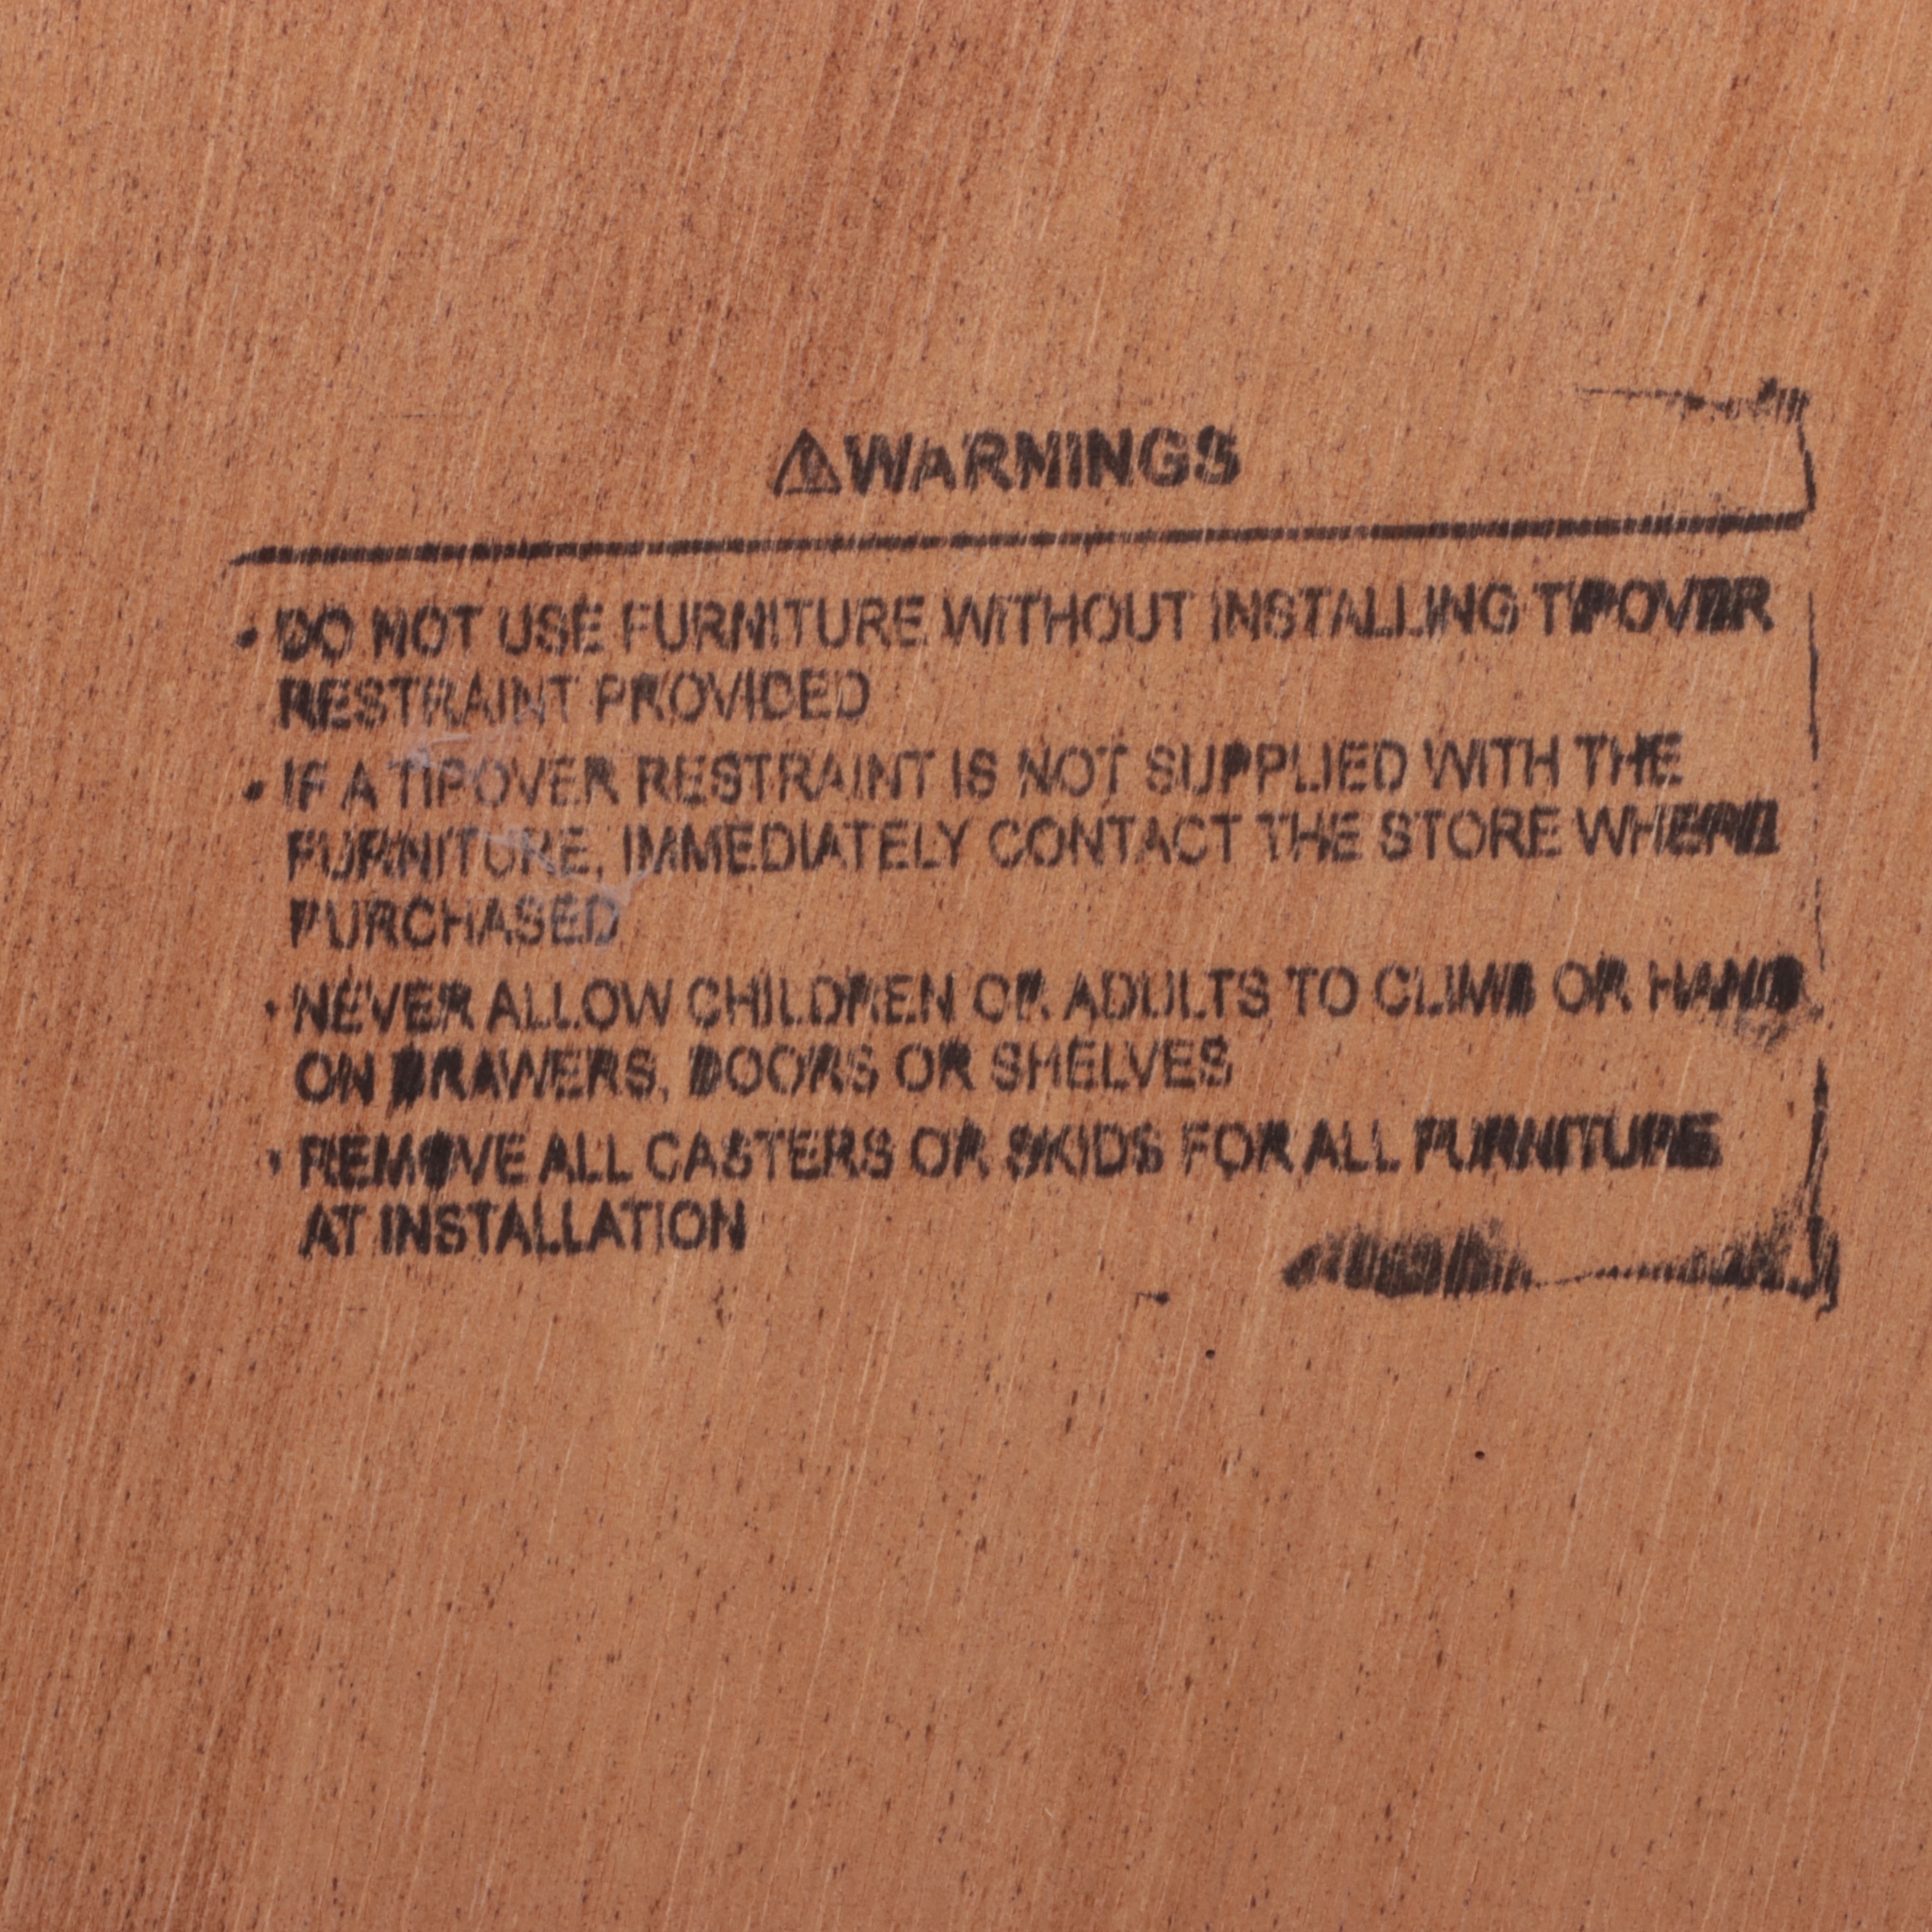 ⚠WARNINGS
• DO NOT USE FURNITURE WITHOUT INSTALLING TIPOVER
RESTRAINT PROVIDED
• IF A TIPOVER RESTRAINT IS NOT SUPPLIED WITH THE
FURNITURE, IMMEDIATELY CONTACT THE STORE WHERE
PURCHASED
• NEVER ALLOW CHILDREN OR ADULTS TO CLIMB OR HANG
ON DRAWERS, DOORS OR SHELVES
• REMOVE ALL CASTERS OR SKIDS FOR ALL FURNITURE
AT INSTALLATION